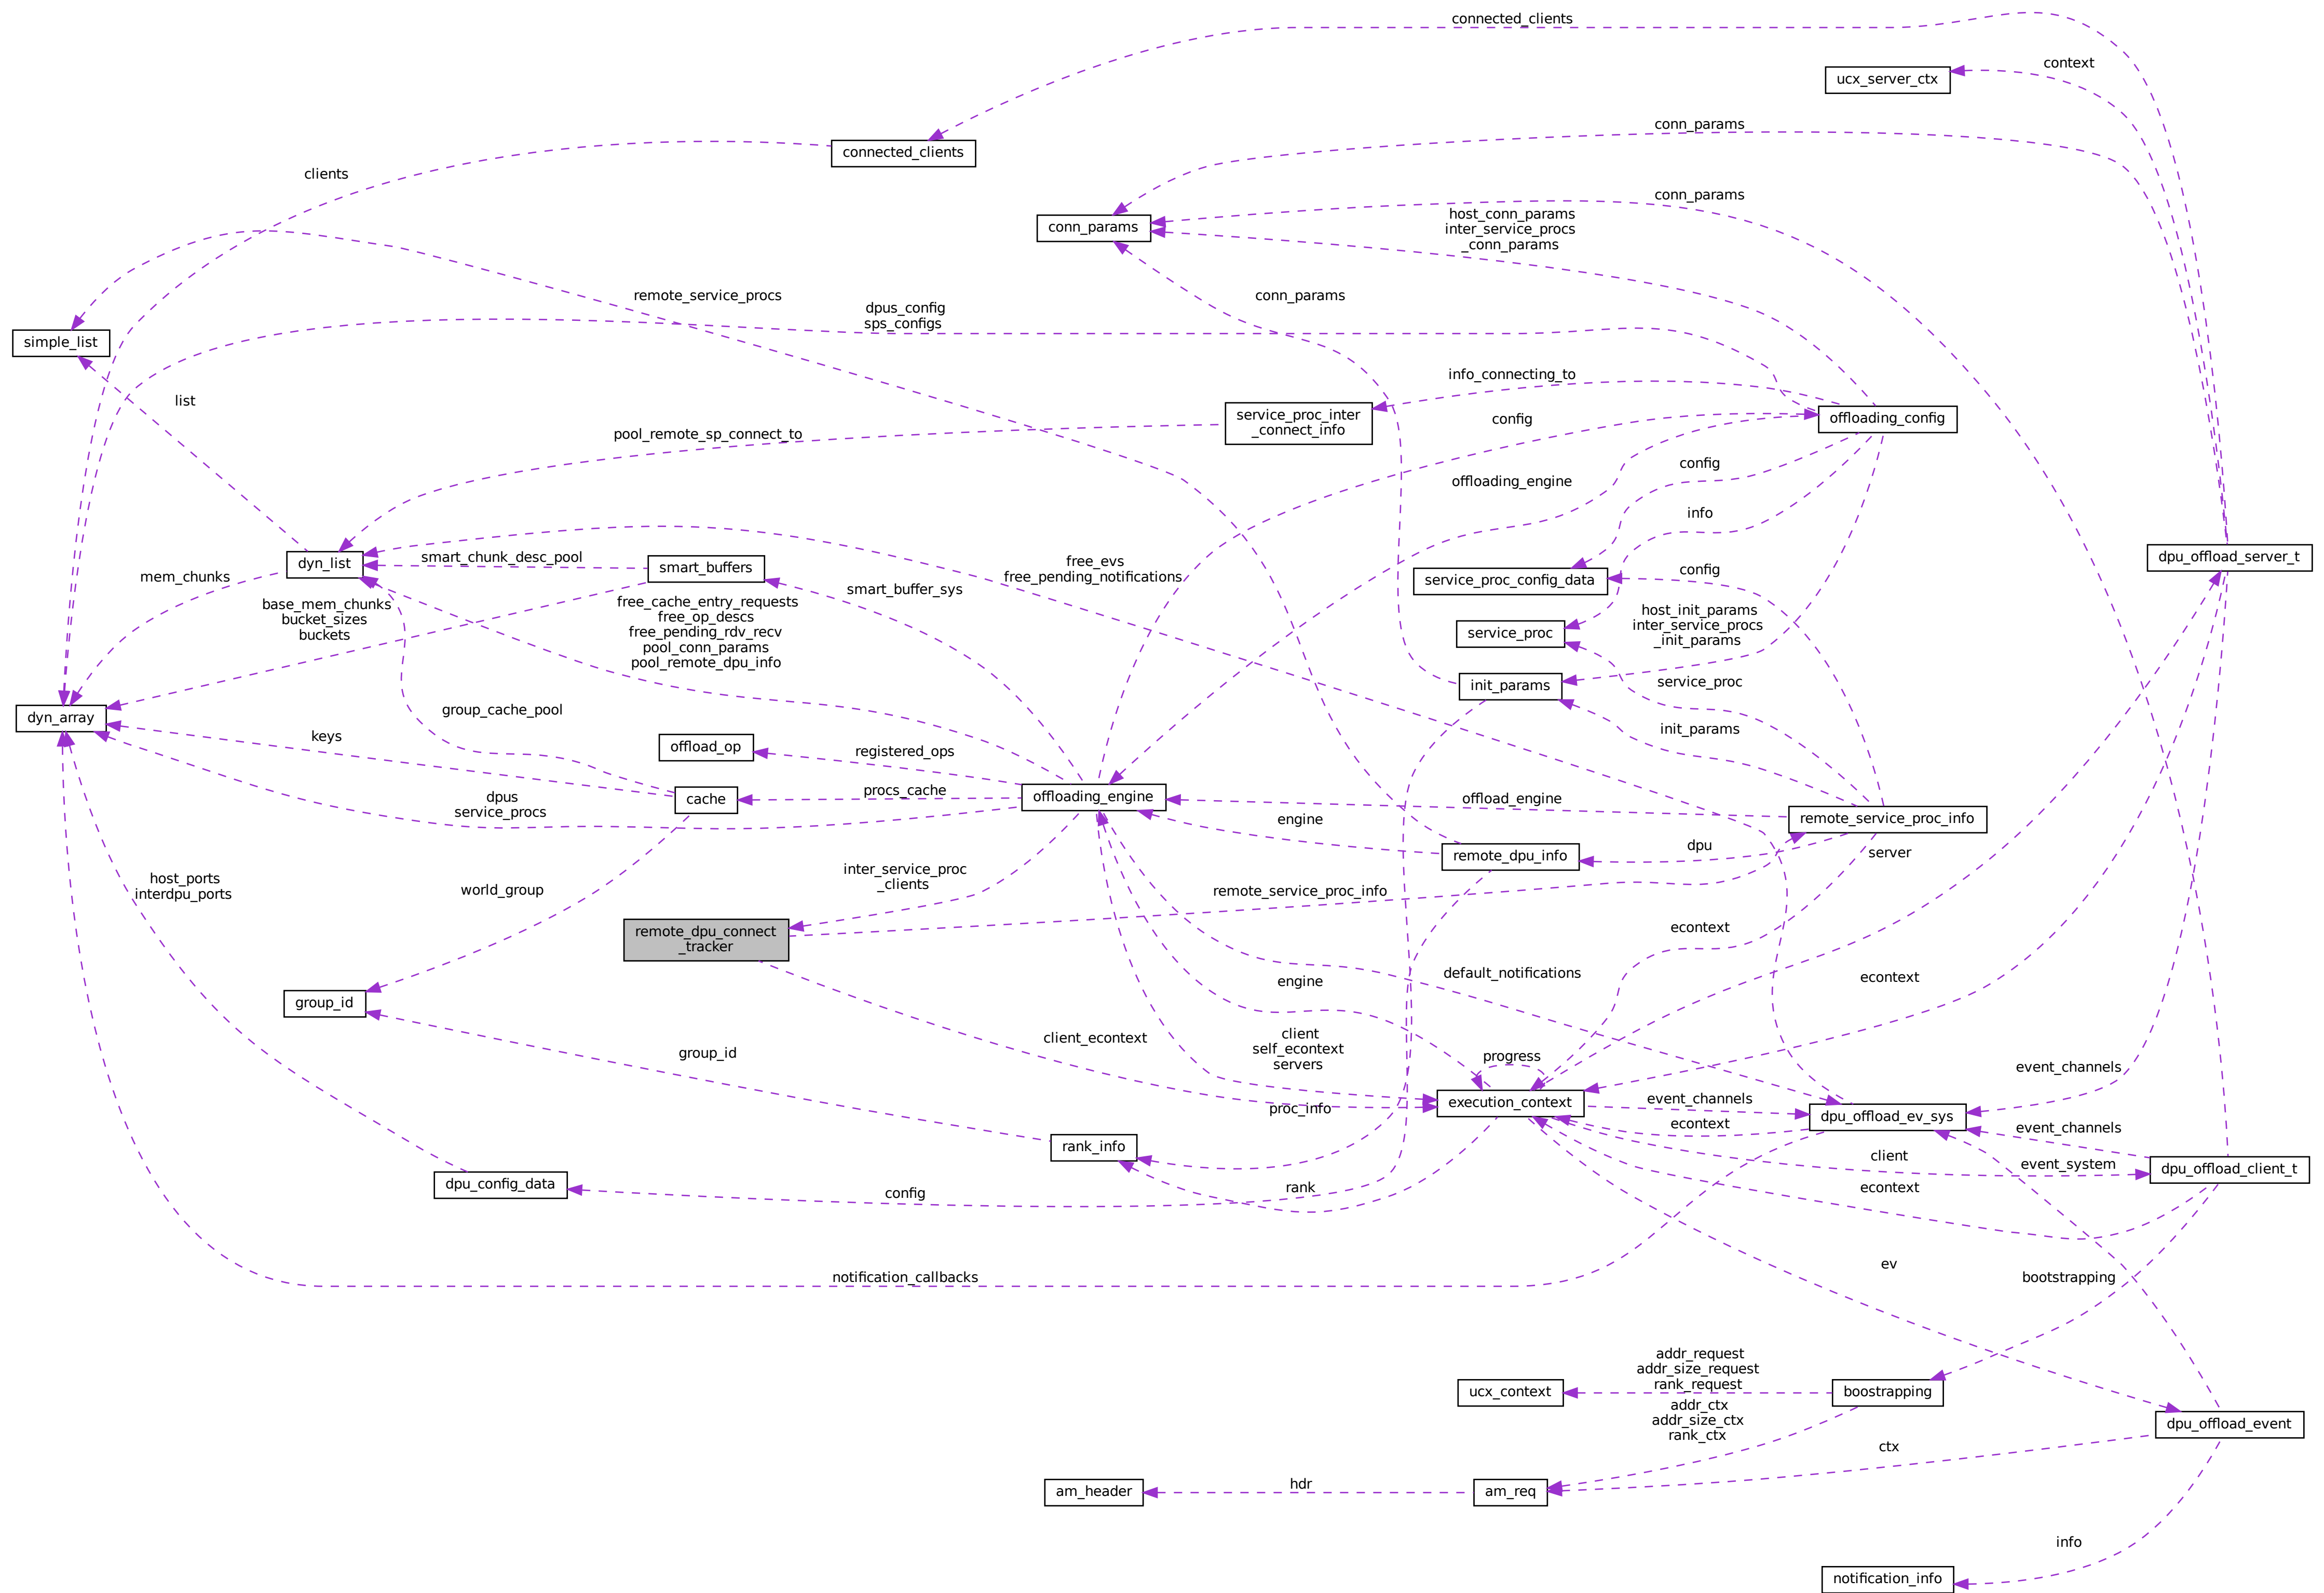 connected_clients
context
ucx_server_ctx
conn_params
connected_clients
clients
conn_params
host_conn_params
inter_service_procs
_conn_params
conn_params
remote_service_procs
conn_params
dpus_config
sps_configs
simple_list
info_connecting_to
list
service_proc_inter
_connect_info
config
offloading_config
pool_remote_sp_connect_to
config
offloading_engine
info
dyn_list
smart_chunk_desc_pool
free_evs
free_pending_notifications
dpu_offload_server_t
mem_chunks
smart_buffers
smart_buffer_sys
service_proc_config_data
config
base_mem_chunks
bucket_sizes
buckets
free_cache_entry_requests
free_op_descs
free_pending_rdv_recv
pool_conn_params
pool_remote_dpu_info
service_proc
host_init_params
inter_service_procs
_init_params
init_params
service_proc
dyn_array
group_cache_pool
keys
offload_op
registered_ops
init_params
dpus
service_procs
cache
procs_cache
offloading_engine
offload_engine
remote_service_proc_info
engine
remote_dpu_info
dpu
server
host_ports
interdpu_ports
world_group
inter_service_proc
_clients
remote_service_proc_info
remote_dpu_connect
_tracker
econtext
group_id
engine
default_notifications
econtext
group_id
client_econtext
client
self_econtext
servers
progress
event_channels
execution_context
event_channels
dpu_offload_ev_sys
proc_info
econtext
event_channels
rank_info
client
event_system
dpu_offload_client_t
dpu_config_data
config
rank
econtext
notification_callbacks
ev
bootstrapping
addr_request
addr_size_request
rank_request
ucx_context
boostrapping
addr_ctx
addr_size_ctx
rank_ctx
dpu_offload_event
ctx
am_header
hdr
am_req
info
notification_info